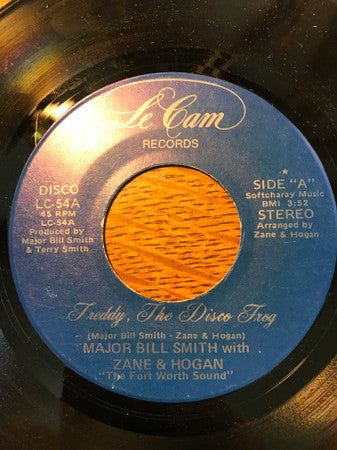 Le Cam
RECORDS
DISCO
LC-54A
45 RPM
LC-54A
Produced by
Major Bill Smith
& Terry Smith
SIDE "A"
Softcharay Music
BMI 3:52
STEREO
Arranged by
Zane & Hogan
Freddy, The Disco Frog
(Major Bill Smith - Zane & Hogan)
MAJOR BILL SMITH with
ZANE & HOGAN
"The Fort Worth Sound"